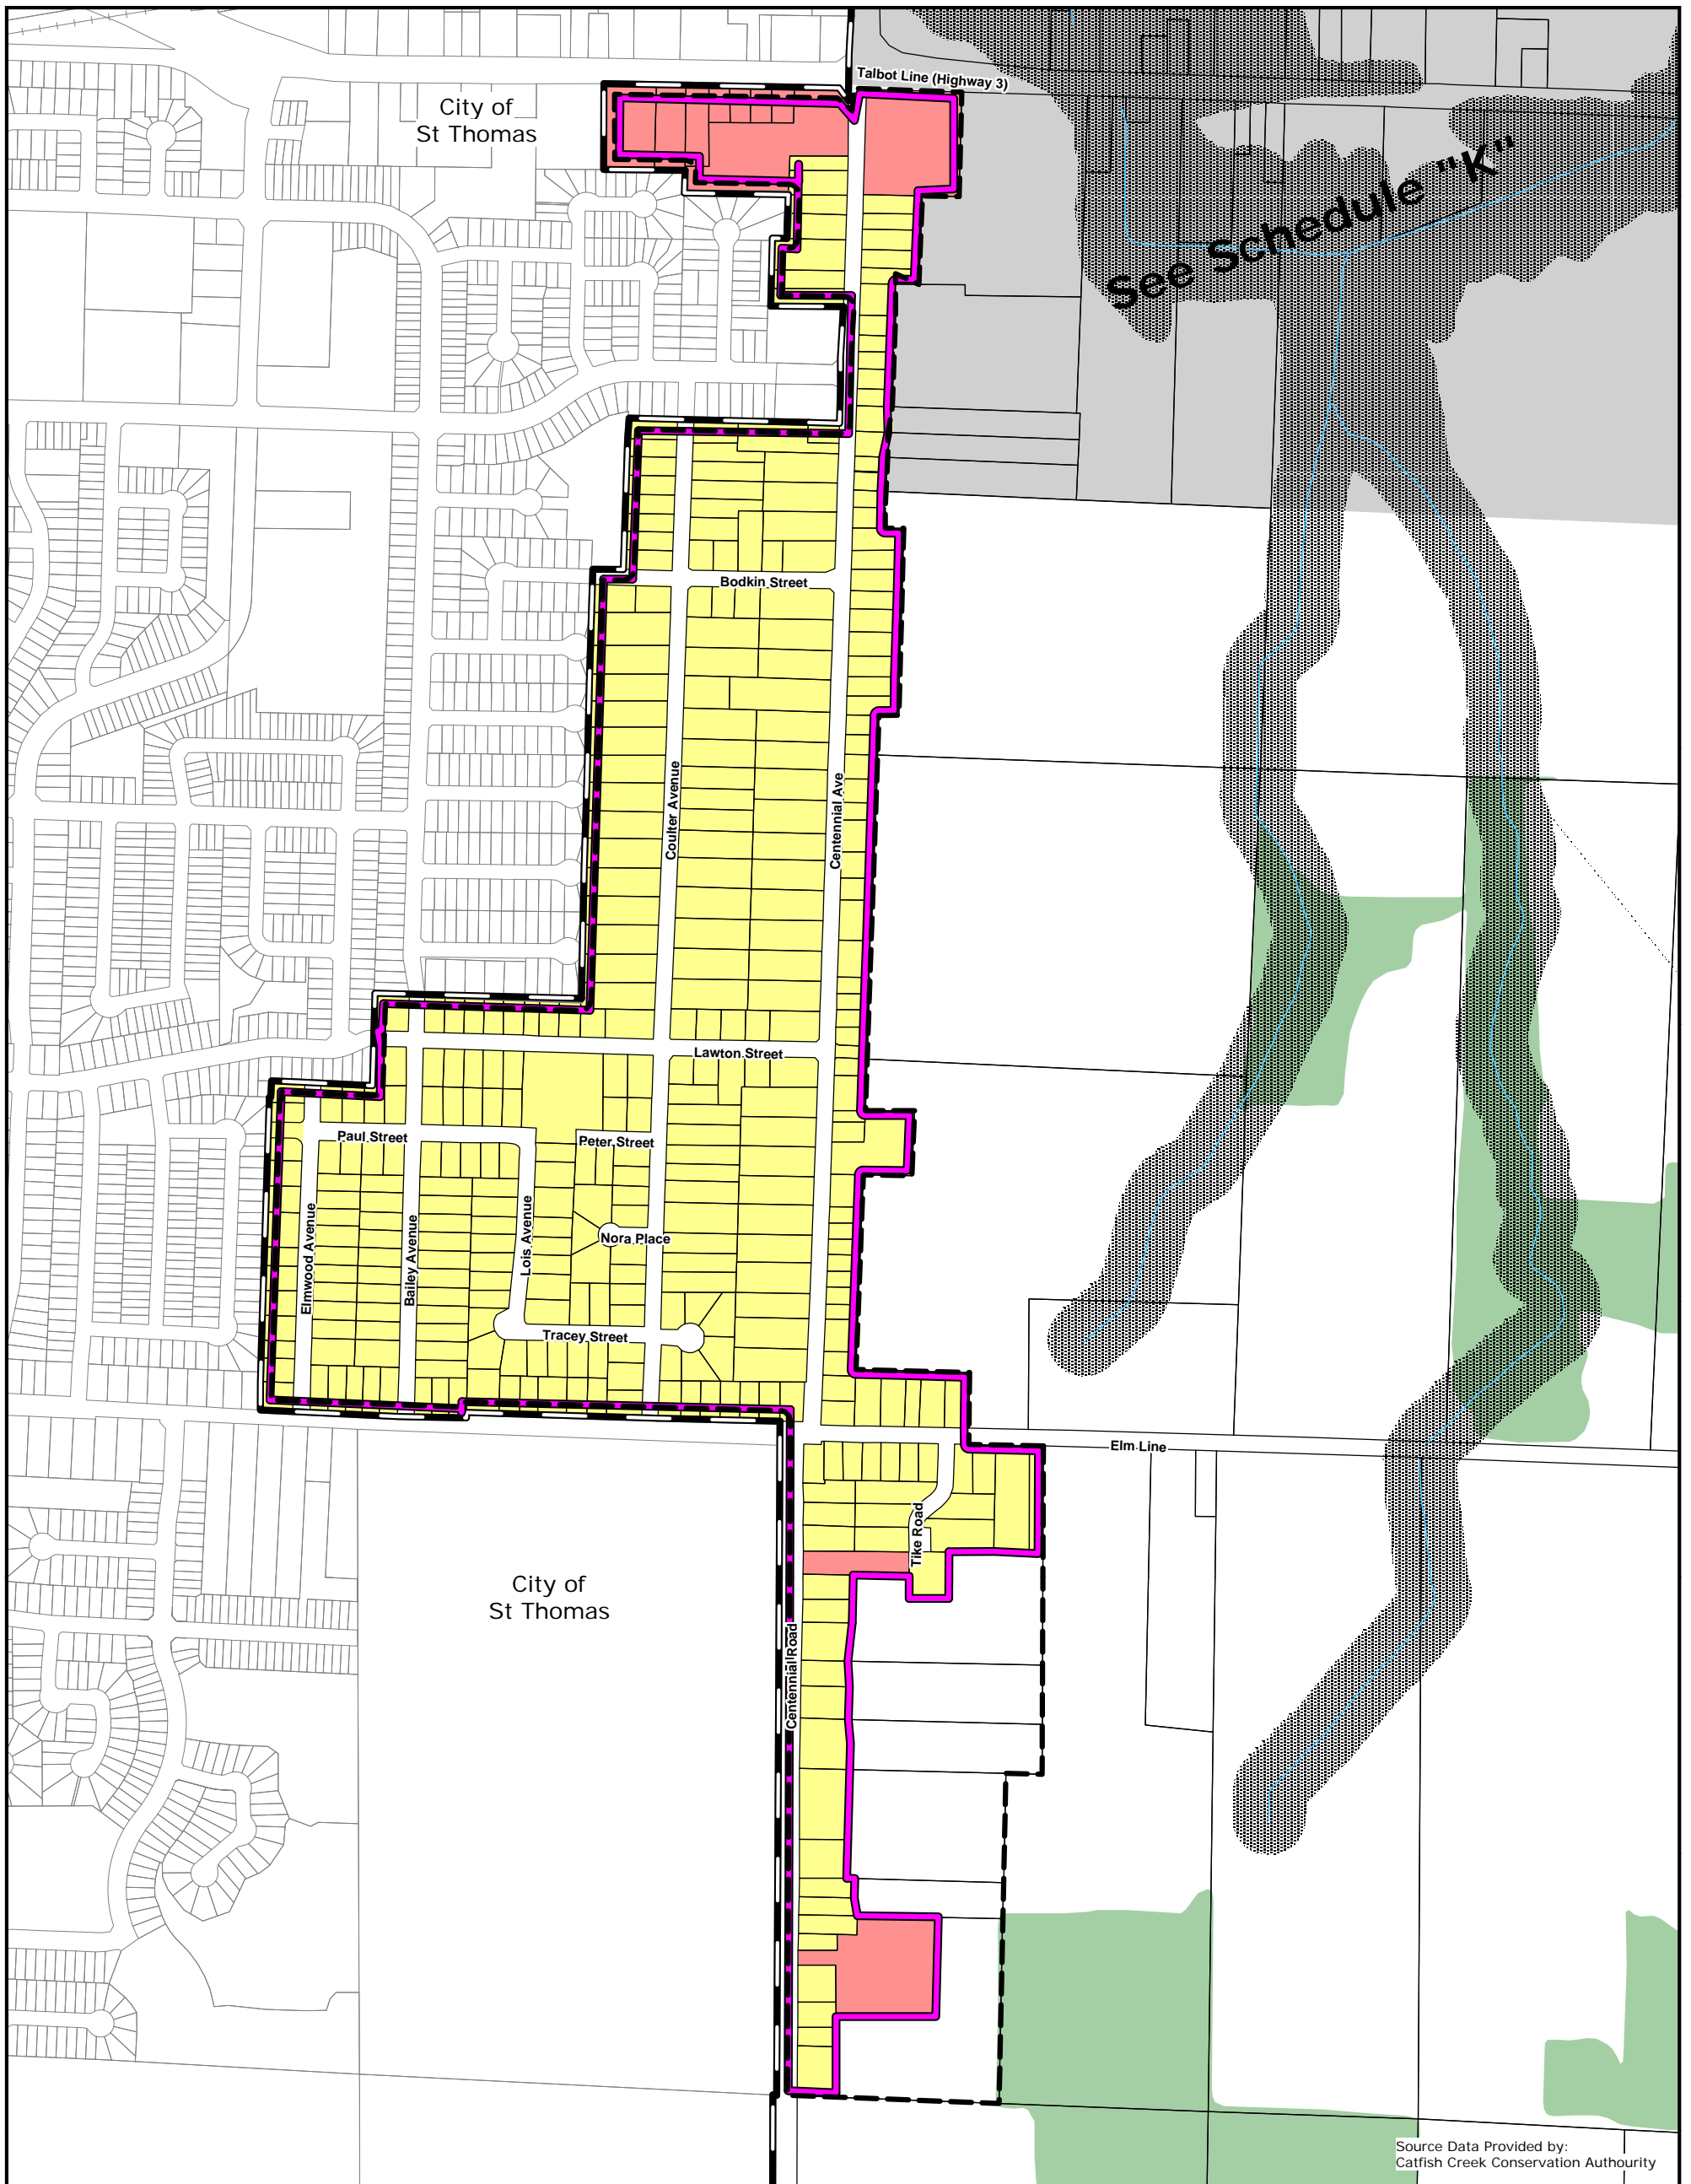 Talbot Line (Highway 3)
City of
St Thomas
See Schedule "K"
Bodkin Street
Coulter Avenue
Centennial Ave
Lawton Street
Paul Street
Peter Street
Elmwood Avenue
Bailey Avenue
Lois Avenue
Nora Place
Tracey Street
Elm Line
Tike Road
City of
St Thomas
Centennial Road
Source Data Provided by:
Catfish Creek Conservation Authourity